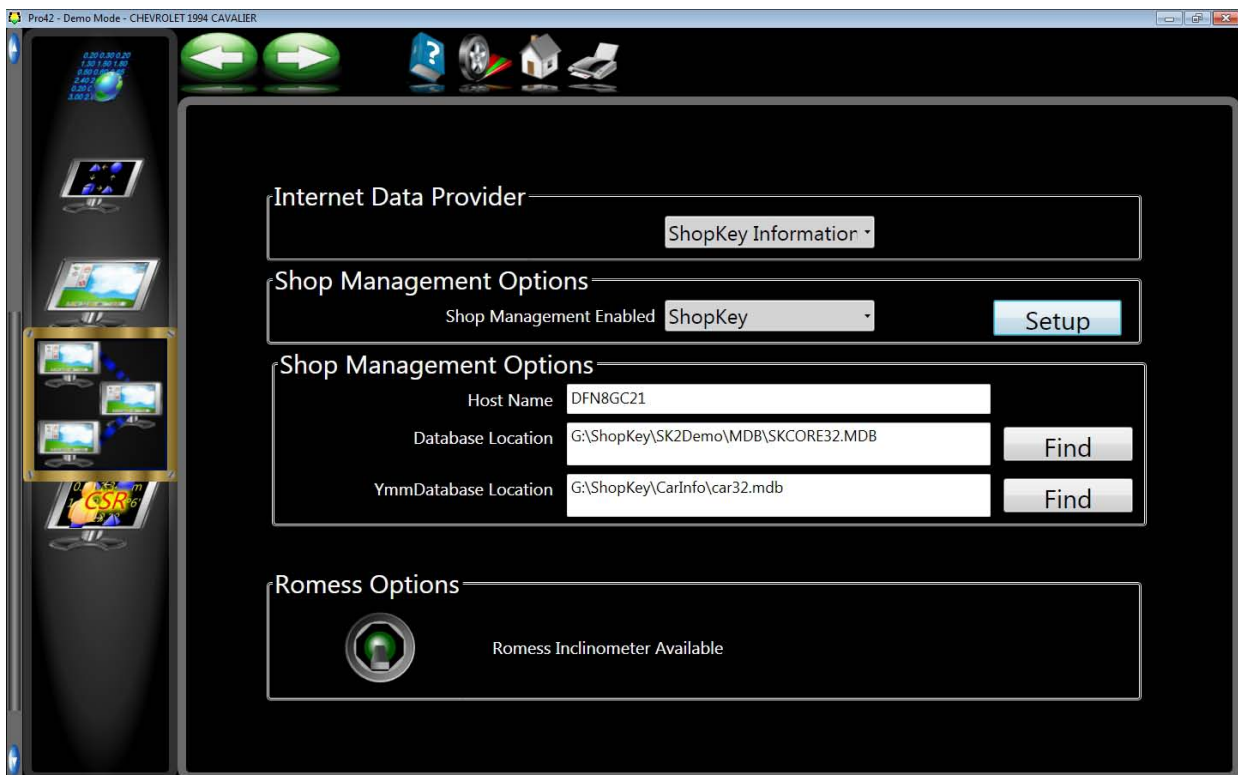 Pro42 - Demo Mode - CHEVROLET 1994 CAVALIER
Internet Data Provider
ShopKey Information
Shop Management Options
Shop Management Enabled ShopKey
Setup
Shop Management Options
Host Name DFN8GC21
Database Location G:\ShopKey\SK2Demo\MDB\SKCORE32.MDB
Find
YmmDatabase Location G:\ShopKey\CarInfo\car32.mdb
Find
CSR
Romess Options
Romess Inclinometer Available